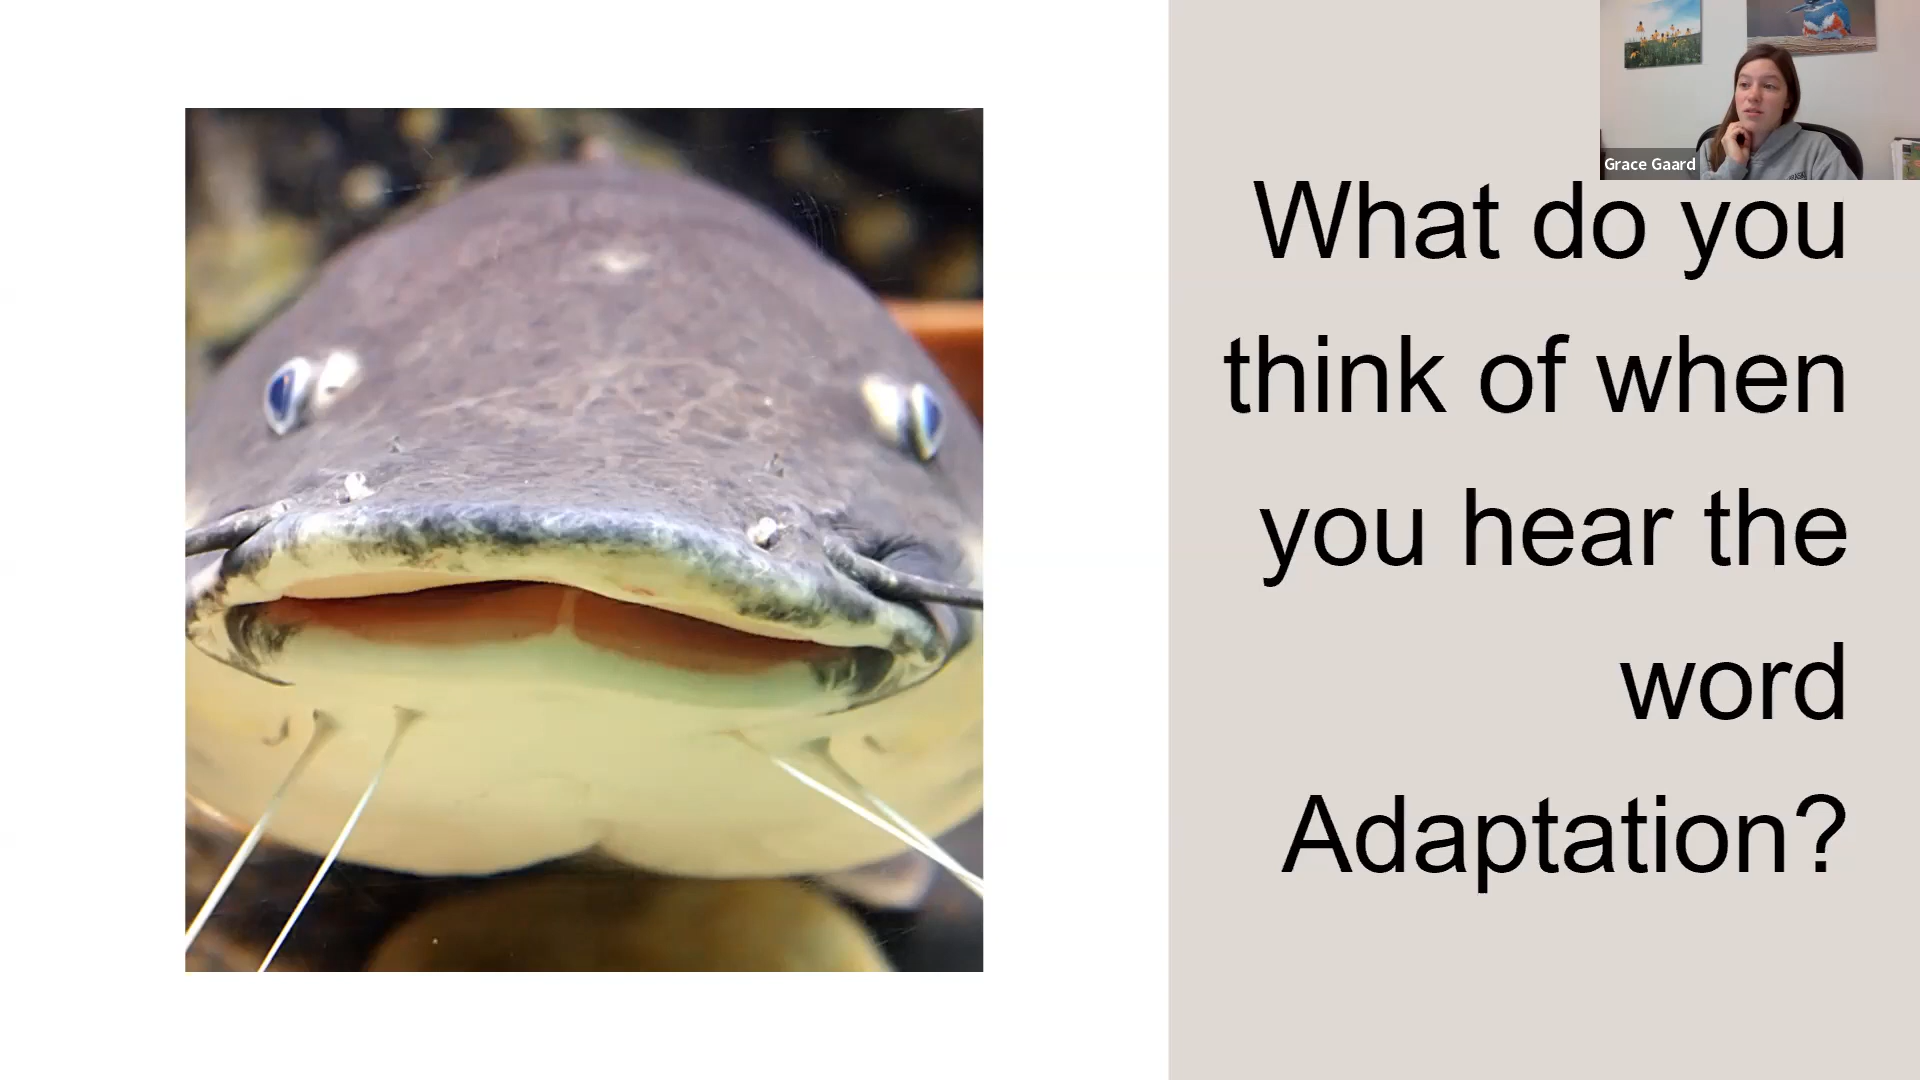 Grace Gaard
What do you
think of when
you hear the
word
Adaptation?